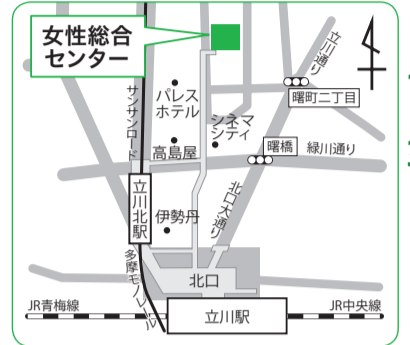 女性総合
センター
立川通り
サンサンロード
パレス
ホテル
曙町二丁目
シネマ
シティ
高島屋
曙橋
緑川通り
北口大通り
立川北駅
伊勢丹
多摩モノレール
北口
JR青梅線
立川駅
JR中央線